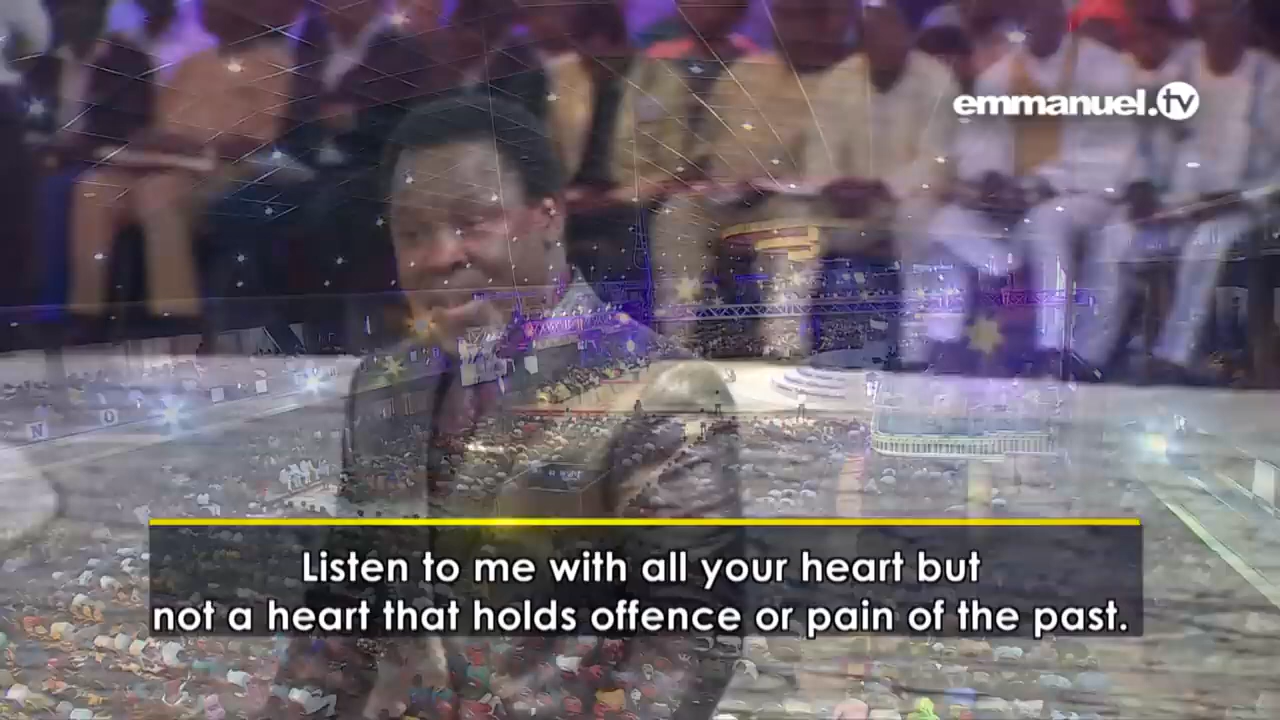 emmanuel.tv
Listen to me with all your heart but
not a heart that holds offence or pain of the past.